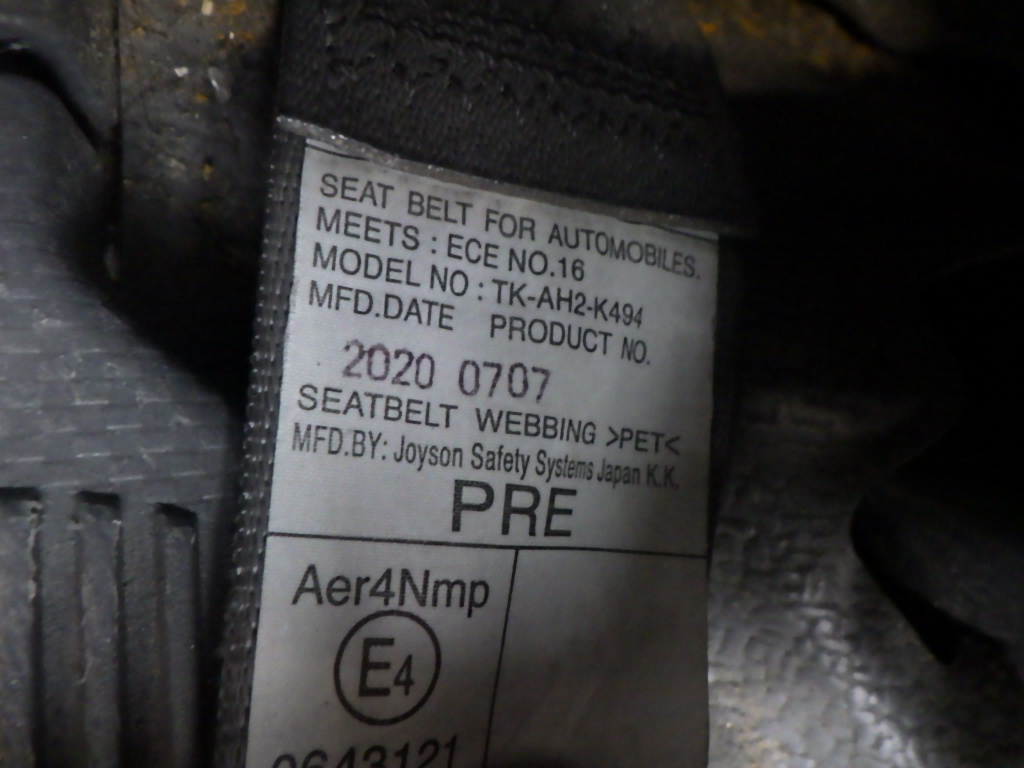 SEAT BELT FOR AUTOMOBILES.
MEETS : ECE NO.16
MODEL NO : TK-AH2-K494
MFD.DATE PRODUCT NO.
2020 0707
SEATBELT WEBBING >PET<
MFD.BY: Joyson Safety Systems Japan K.K.
PRE
Aer4Nmp
E4
0643121